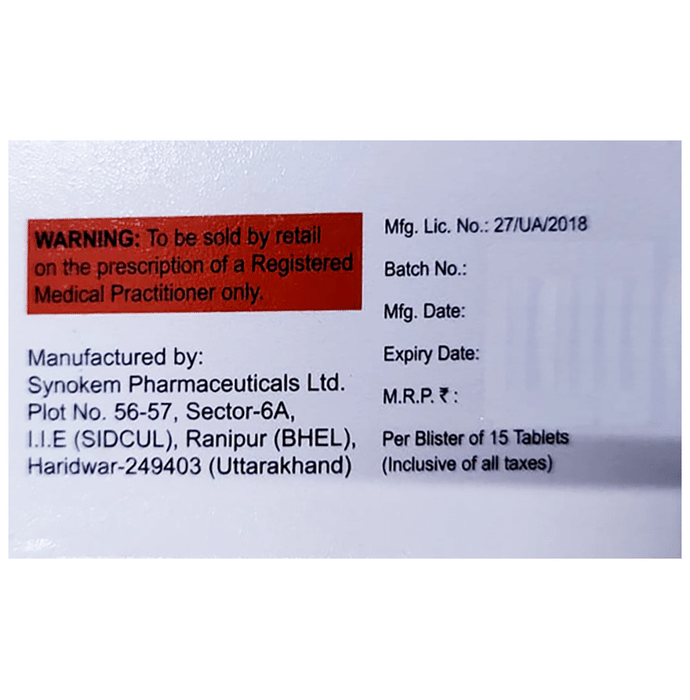 WARNING: To be sold by retail
on the prescription of a Registered
Medical Practitioner only.
Manufactured by:
Synokem Pharmaceuticals Ltd.
Plot No. 56-57, Sector-6A,
I.I.E (SIDCUL), Ranipur (BHEL),
Haridwar-249403 (Uttarakhand)
Mfg. Lic. No.: 27/UA/2018
Batch No.:
Mfg. Date:
Expiry Date:
M.R.P. ₹ :
Per Blister of 15 Tablets
(Inclusive of all taxes)